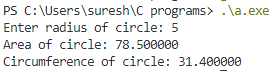 PS C:\Users\suresh\C programs> .\a.exe
Enter radius of circle: 5
Area of circle: 78.500000
Circumference of circle: 31.400000